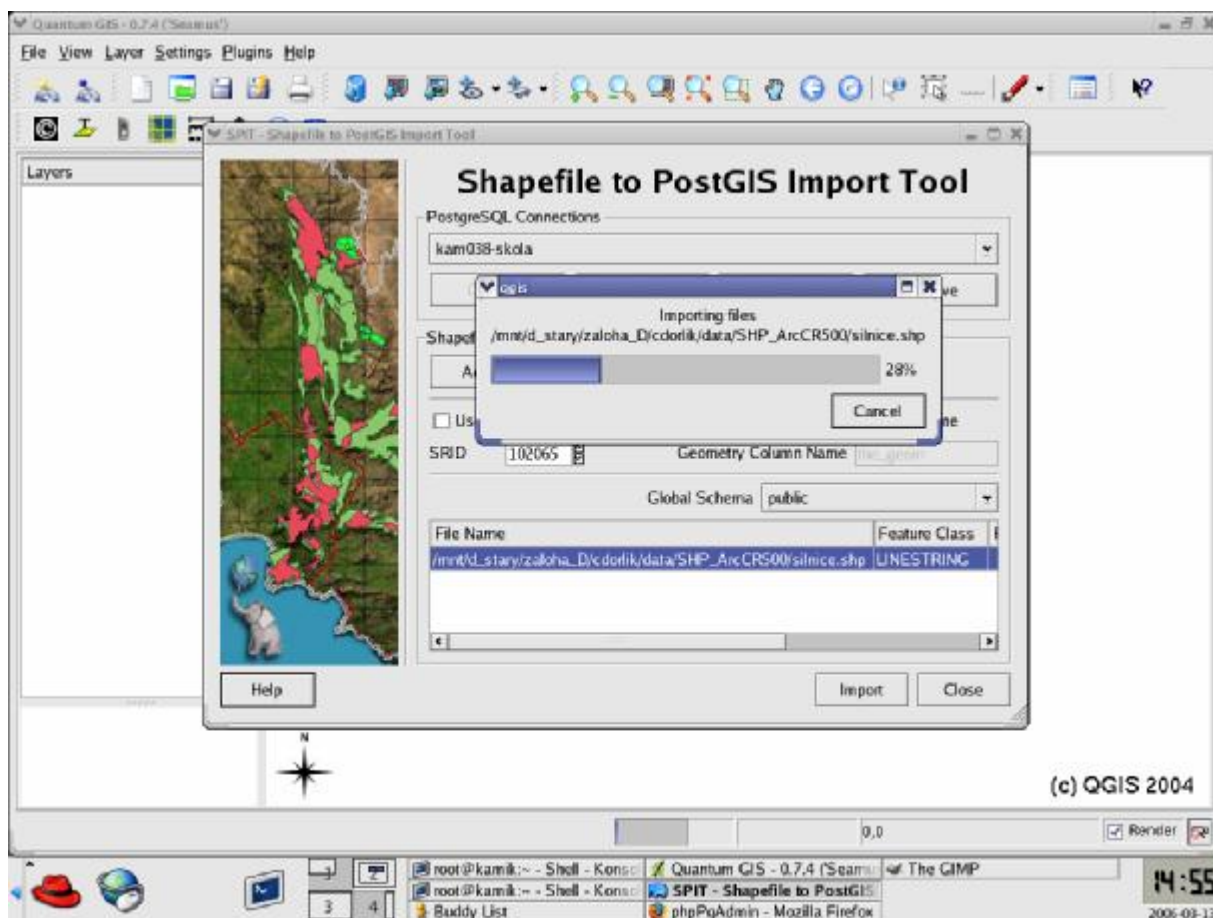 Quantum GIS - 0.7.4 ('Seamus')
File View Layer Settings Plugins Help
SPIT - Shapefile to PostGIS Import Tool
Layers
Shapefile to PostGIS Import Tool
PostgreSQL Connections
kam038-skola
qgis
Importing files
/mnt/d_stary/zaloha_D/cdorlik/data/SHP_ArcCR500/silnice.shp
28%
Cancel
SRID 102065 Geometry Column Name the_geom
Global Schema public
File Name Feature Class
/mnt/d_stary/zaloha_D/cdorlik/data/SHP_ArcCR500/silnice.shp LINESTRING
Help Import Close
N
(c) QGIS 2004
0,0 Render
root@kamik:~ - Shell - Konso Quantum GIS - 0.7.4 ('Seamu The GIMP
root@kamik:~ - Shell - Konso SPIT - Shapefile to PostGIS
3 4 Buddy List phpPgAdmin - Mozilla Firefox
14:55